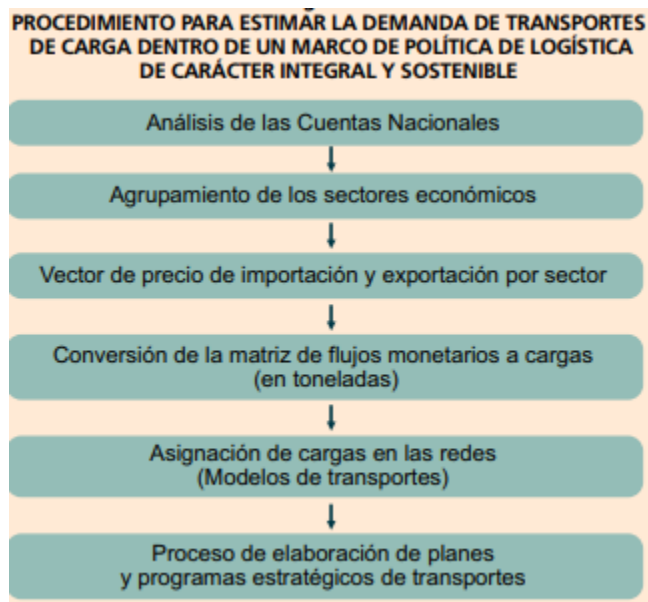 PROCEDIMIENTO PARA ESTIMAR LA DEMANDA DE TRANSPORTES
DE CARGA DENTRO DE UN MARCO DE POLÍTICA DE LOGÍSTICA
DE CARÁCTER INTEGRAL Y SOSTENIBLE
Análisis de las Cuentas Nacionales
Agrupamiento de los sectores económicos
Vector de precio de importación y exportación por sector
Conversión de la matriz de flujos monetarios a cargas
(en toneladas)
Asignación de cargas en las redes
(Modelos de transportes)
Proceso de elaboración de planes
y programas estratégicos de transportes